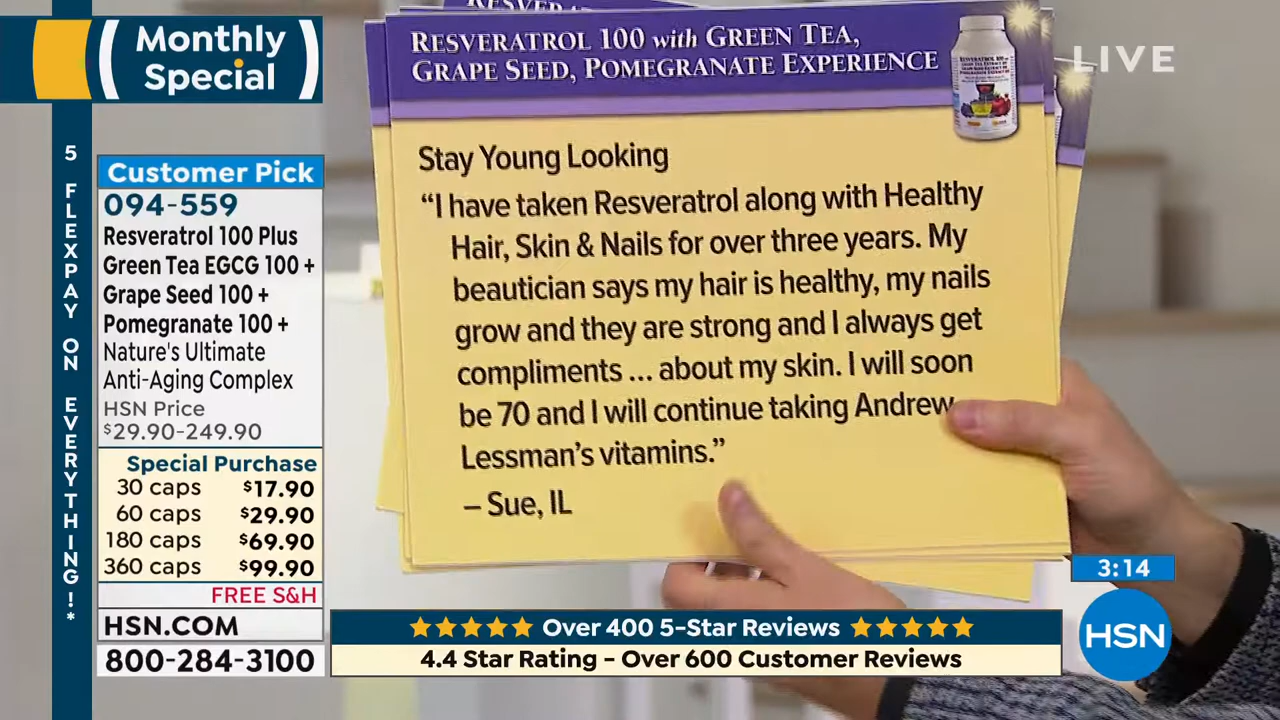 (Monthly Special)
5 FLEXPAY ON EVERYTHING!*
Customer Pick
094-559
Resveratrol 100 Plus
Green Tea EGCG 100 +
Grape Seed 100 +
Pomegranate 100 +
Nature's Ultimate
Anti-Aging Complex
HSN Price
$29.90-249.90
Special Purchase
30 caps $17.90
60 caps $29.90
180 caps $69.90
360 caps $99.90
FREE S&H
HSN.COM
800-284-3100
RESVERATROL 100 with GREEN TEA,
GRAPE SEED, POMEGRANATE EXPERIENCE
Stay Young Looking
“I have taken Resveratrol along with Healthy
Hair, Skin & Nails for over three years. My
beautician says my hair is healthy, my nails
grow and they are strong and I always get
compliments ... about my skin. I will soon
be 70 and I will continue taking Andrew
Lessman’s vitamins.”
– Sue, IL
LIVE
3:14
HSN
Over 400 5-Star Reviews
4.4 Star Rating – Over 600 Customer Reviews